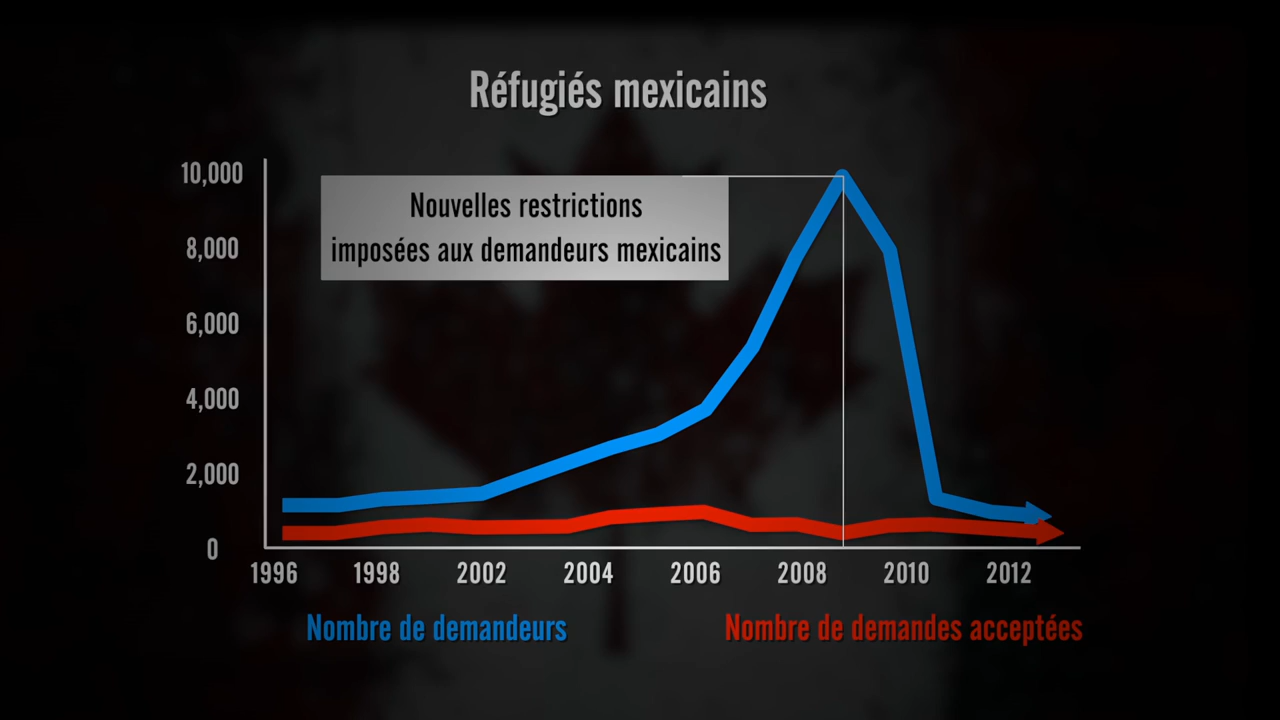 Réfugiés mexicains
10,000
Nouvelles restrictions
imposées aux demandeurs mexicains
8,000
6,000
4,000
2,000
0
1996 1998 2002 2004 2006 2008 2010 2012
Nombre de demandeurs Nombre de demandes acceptées